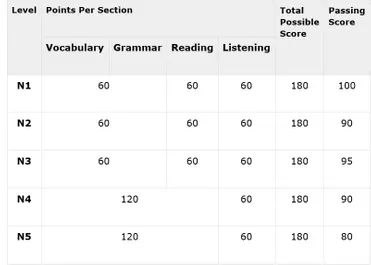 Level Points Per Section Total Possible Score Passing Score
Vocabulary Grammar Reading Listening
N1 60 60 60 180 100
N2 60 60 60 180 90
N3 60 60 60 180 95
N4 120 60 180 90
N5 120 60 180 80